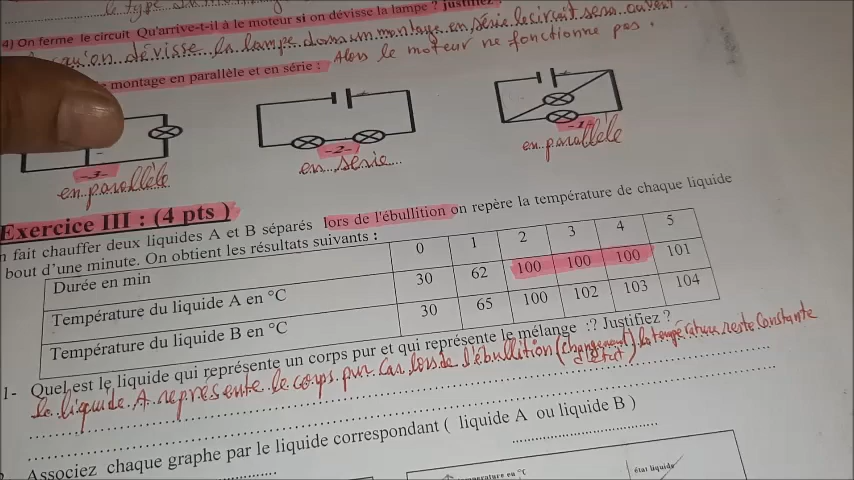 d) On ferme le circuit Qu'arrive-t-il à le moteur si on dévisse la lampe ? justifiez
qu'on dévisse la lampe dans un montage en série le circuit sera ouvert
Alors le moteur ne fonctionne pas.
montage en parallèle et en série :
-3-
en parallèle
-2-
en série
-1-
en parallèle
Exercice III : (4 pts )
n fait chauffer deux liquides A et B séparés lors de l'ébullition on repère la température de chaque liquide
bout d'une minute. On obtient les résultats suivants :
Durée en min 0 1 2 3 4 5
Température du liquide A en °C 30 62 100 100 100 101
Température du liquide B en °C 30 65 100 102 103 104
1- Quel est le liquide qui représente un corps pur et qui représente le mélange :? Justifiez ?
le liquide A représente le corps pur car lors de l'ébullition (changement d'état) la température reste constante
Associez chaque graphe par le liquide correspondant ( liquide A ou liquide B )
état liquide